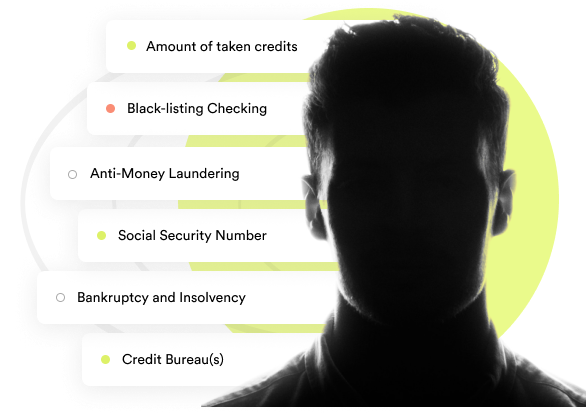 Amount of taken credits
Black-listing Checking
Anti-Money Laundering
Social Security Number
Bankruptcy and Insolvency
Credit Bureau(s)